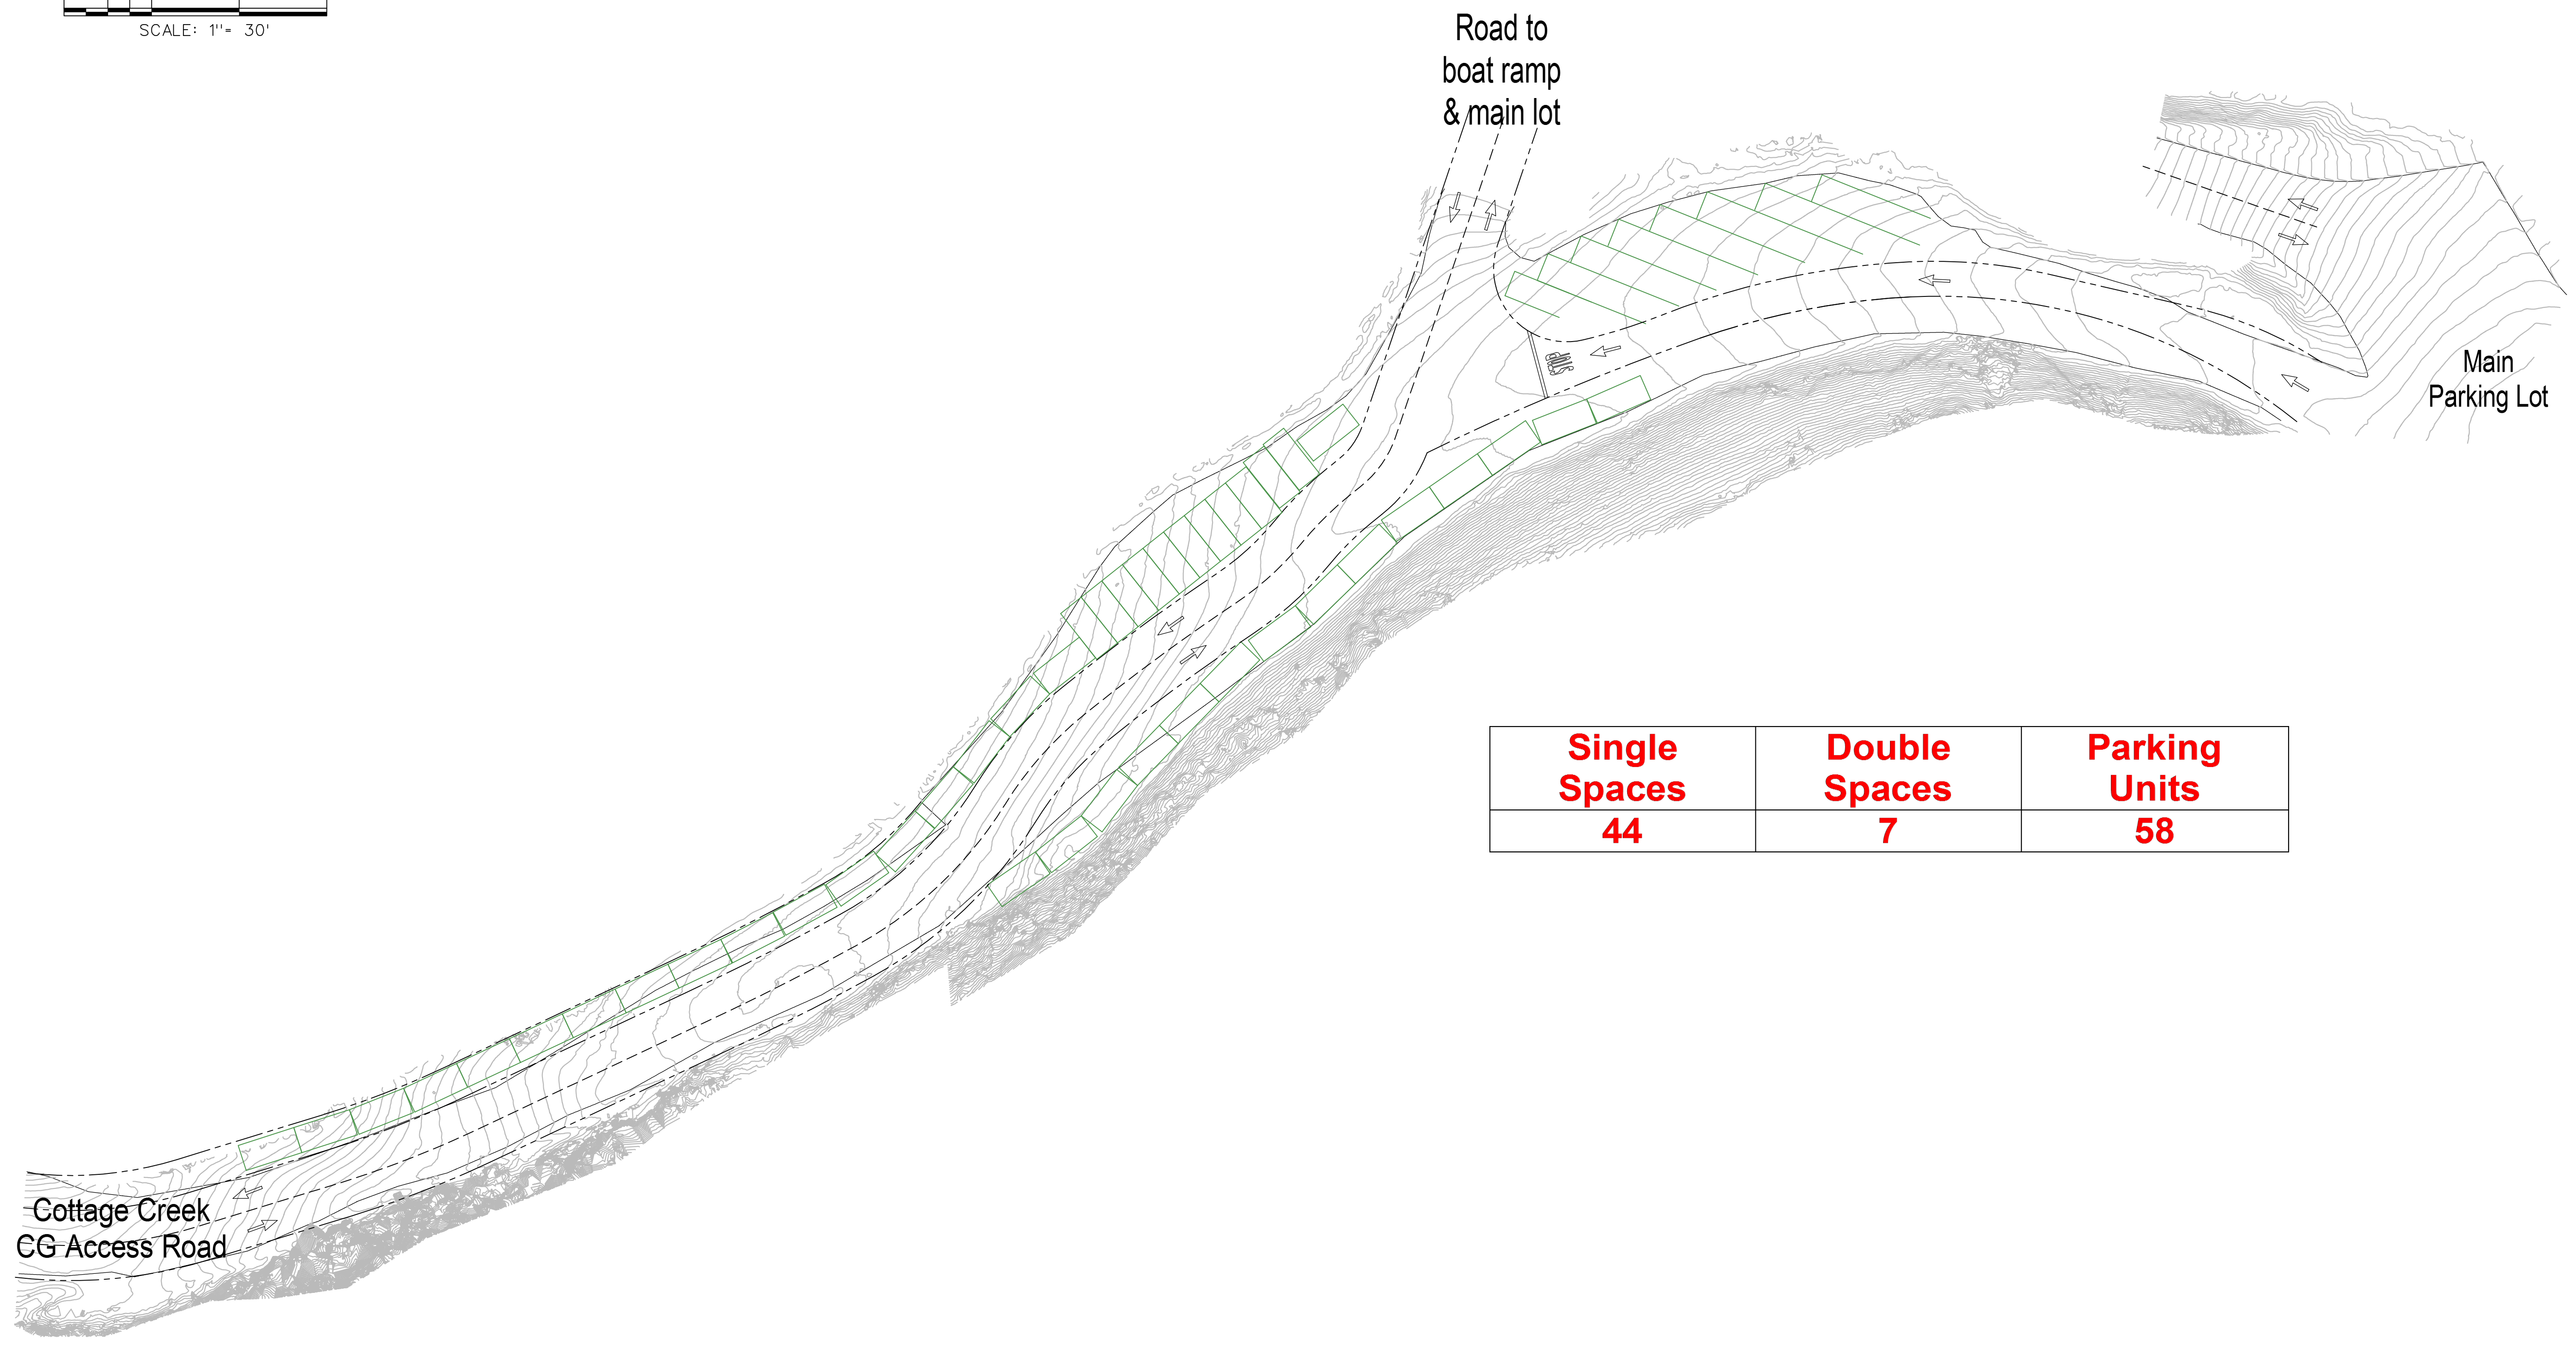 SCALE: 1"= 30'
Road to
boat ramp
& main lot
STOP
Main
Parking Lot
Single
Spaces
Double
Spaces
Parking
Units
44
7
58
Cottage Creek
CG Access Road